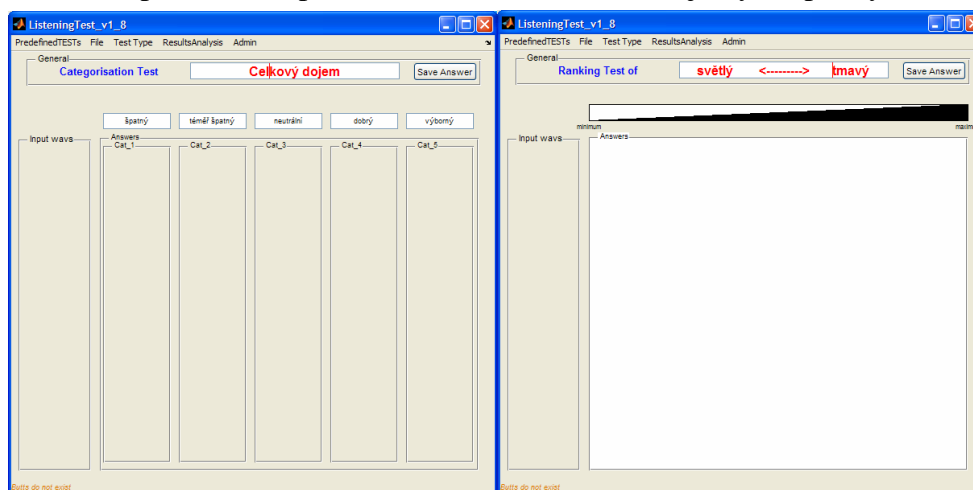 ListeningTest_v1_8
PredefinedTESTs File Test Type ResultsAnalysis Admin
General
Categorisation Test Celkový dojem Save Answer
špatný téměř špatný neutrální dobrý výborný
Input wavs Answers
Cat_1 Cat_2 Cat_3 Cat_4 Cat_5
Butts do not exist
ListeningTest_v1_8
PredefinedTESTs File Test Type ResultsAnalysis Admin
General
Ranking Test of světlý <---------> tmavý Save Answer
minimum maxim
Input wavs Answers
Butts do not exist